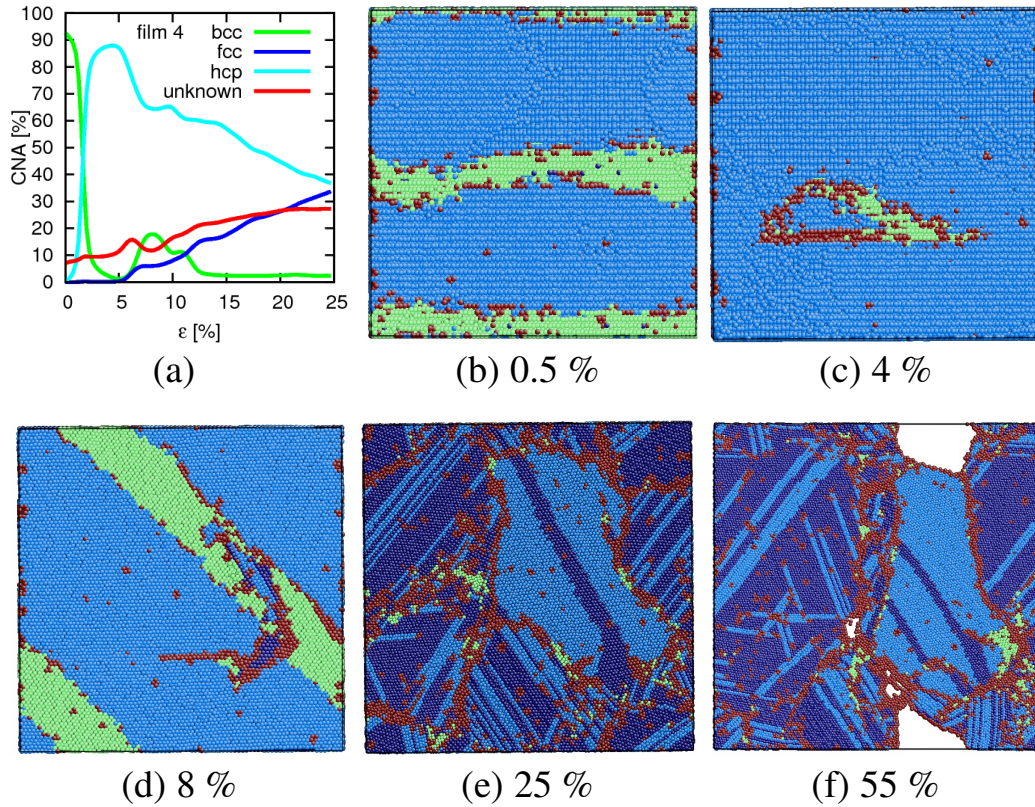 film 4
bcc
fcc
hcp
unknown
CNA [%]
100
90
80
70
60
50
40
30
20
10
0
0 5 10 15 20 25
ε [%]
(a)
(b) 0.5 %
(c) 4 %
(d) 8 %
(e) 25 %
(f) 55 %